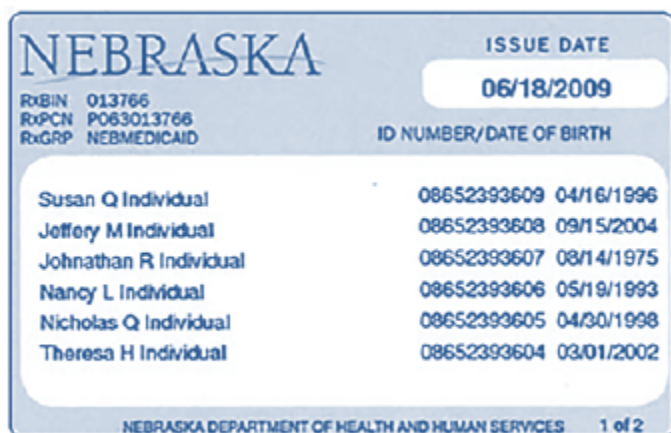 NEBRASKA
ISSUE DATE
06/18/2009
RxBIN 013766
RxPCN P063013766
RxGRP NEBMEDICAID
ID NUMBER/DATE OF BIRTH
Susan Q Individual 08652393609 04/16/1996
Jeffery M Individual 08652393608 09/15/2004
Johnathan R Individual 08652393607 08/14/1975
Nancy L Individual 08652393606 05/19/1993
Nicholas Q Individual 08652393605 04/30/1998
Theresa H Individual 08652393604 03/01/2002
NEBRASKA DEPARTMENT OF HEALTH AND HUMAN SERVICES 1 of 2